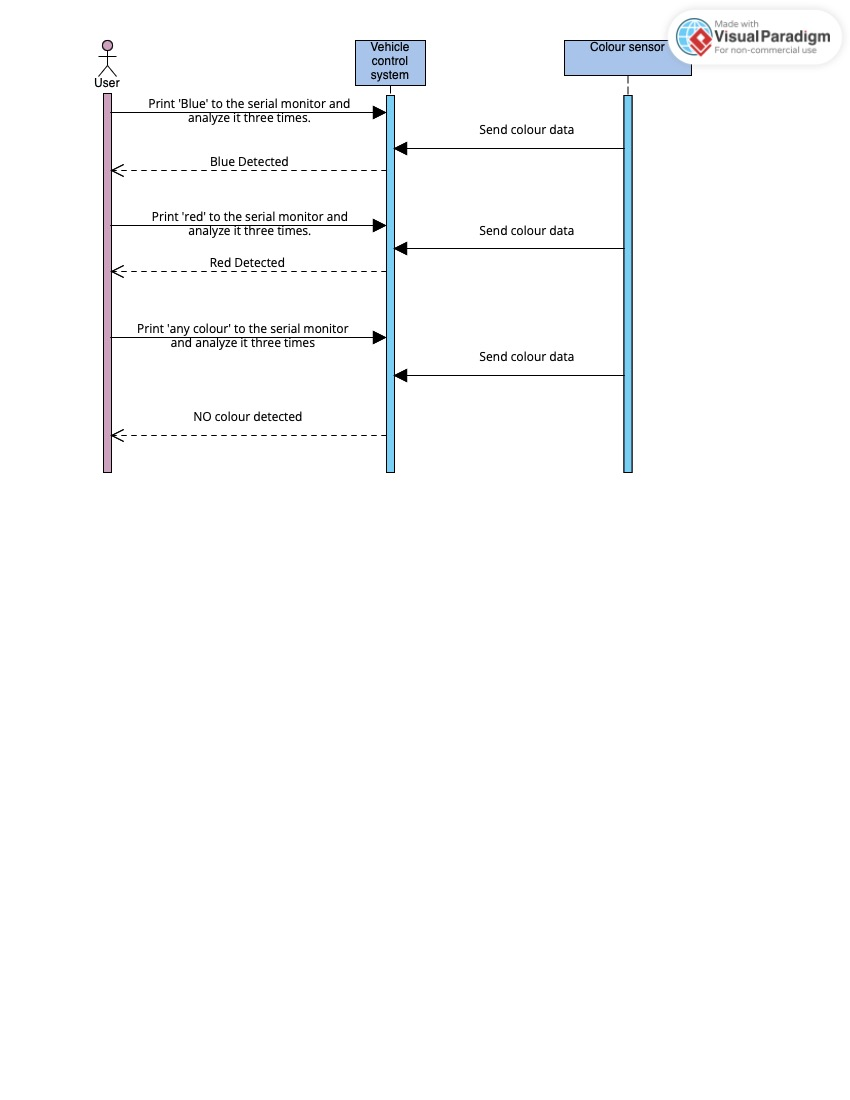 Made with
Visual Paradigm
For non-commercial use
User
Vehicle
control
system
Colour sensor
Print 'Blue' to the serial monitor and
analyze it three times.
Send colour data
Blue Detected
Print 'red' to the serial monitor and
analyze it three times.
Send colour data
Red Detected
Print 'any colour' to the serial monitor
and analyze it three times
Send colour data
NO colour detected